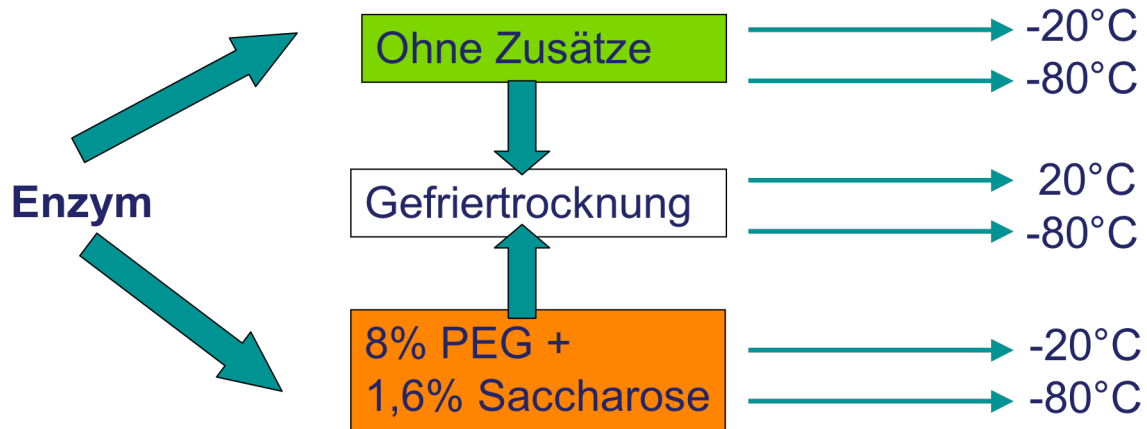 Ohne Zusätze
-20°C
-80°C
Enzym
Gefriertrocknung
20°C
-80°C
8% PEG +
1,6% Saccharose
-20°C
-80°C